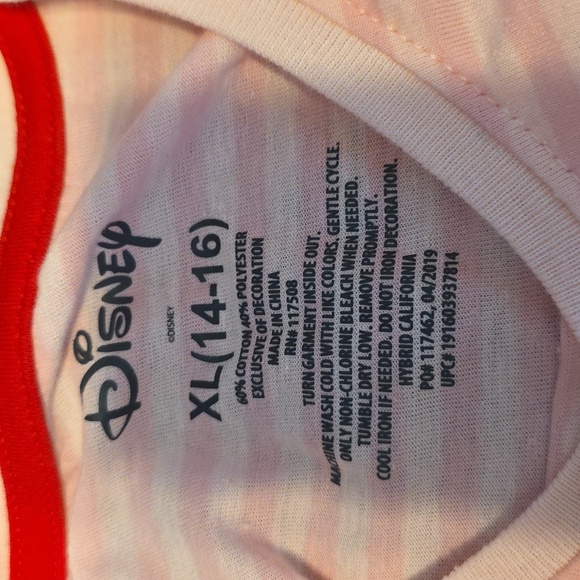 Disney
©DISNEY
XL(14-16)
60% COTTON 40% POLYESTER
EXCLUSIVE OF DECORATION
MADE IN CHINA
RN# 117508
TURN GARMENT INSIDE OUT.
MACHINE WASH COLD WITH LIKE COLORS, GENTLE CYCLE.
ONLY NON-CHLORINE BLEACH WHEN NEEDED.
TUMBLE DRY LOW. REMOVE PROMPTLY.
COOL IRON IF NEEDED. DO NOT IRON DECORATION.
HYBRID CALIFORNIA
PO# 117462, 04/2019
UPC# 191603937814